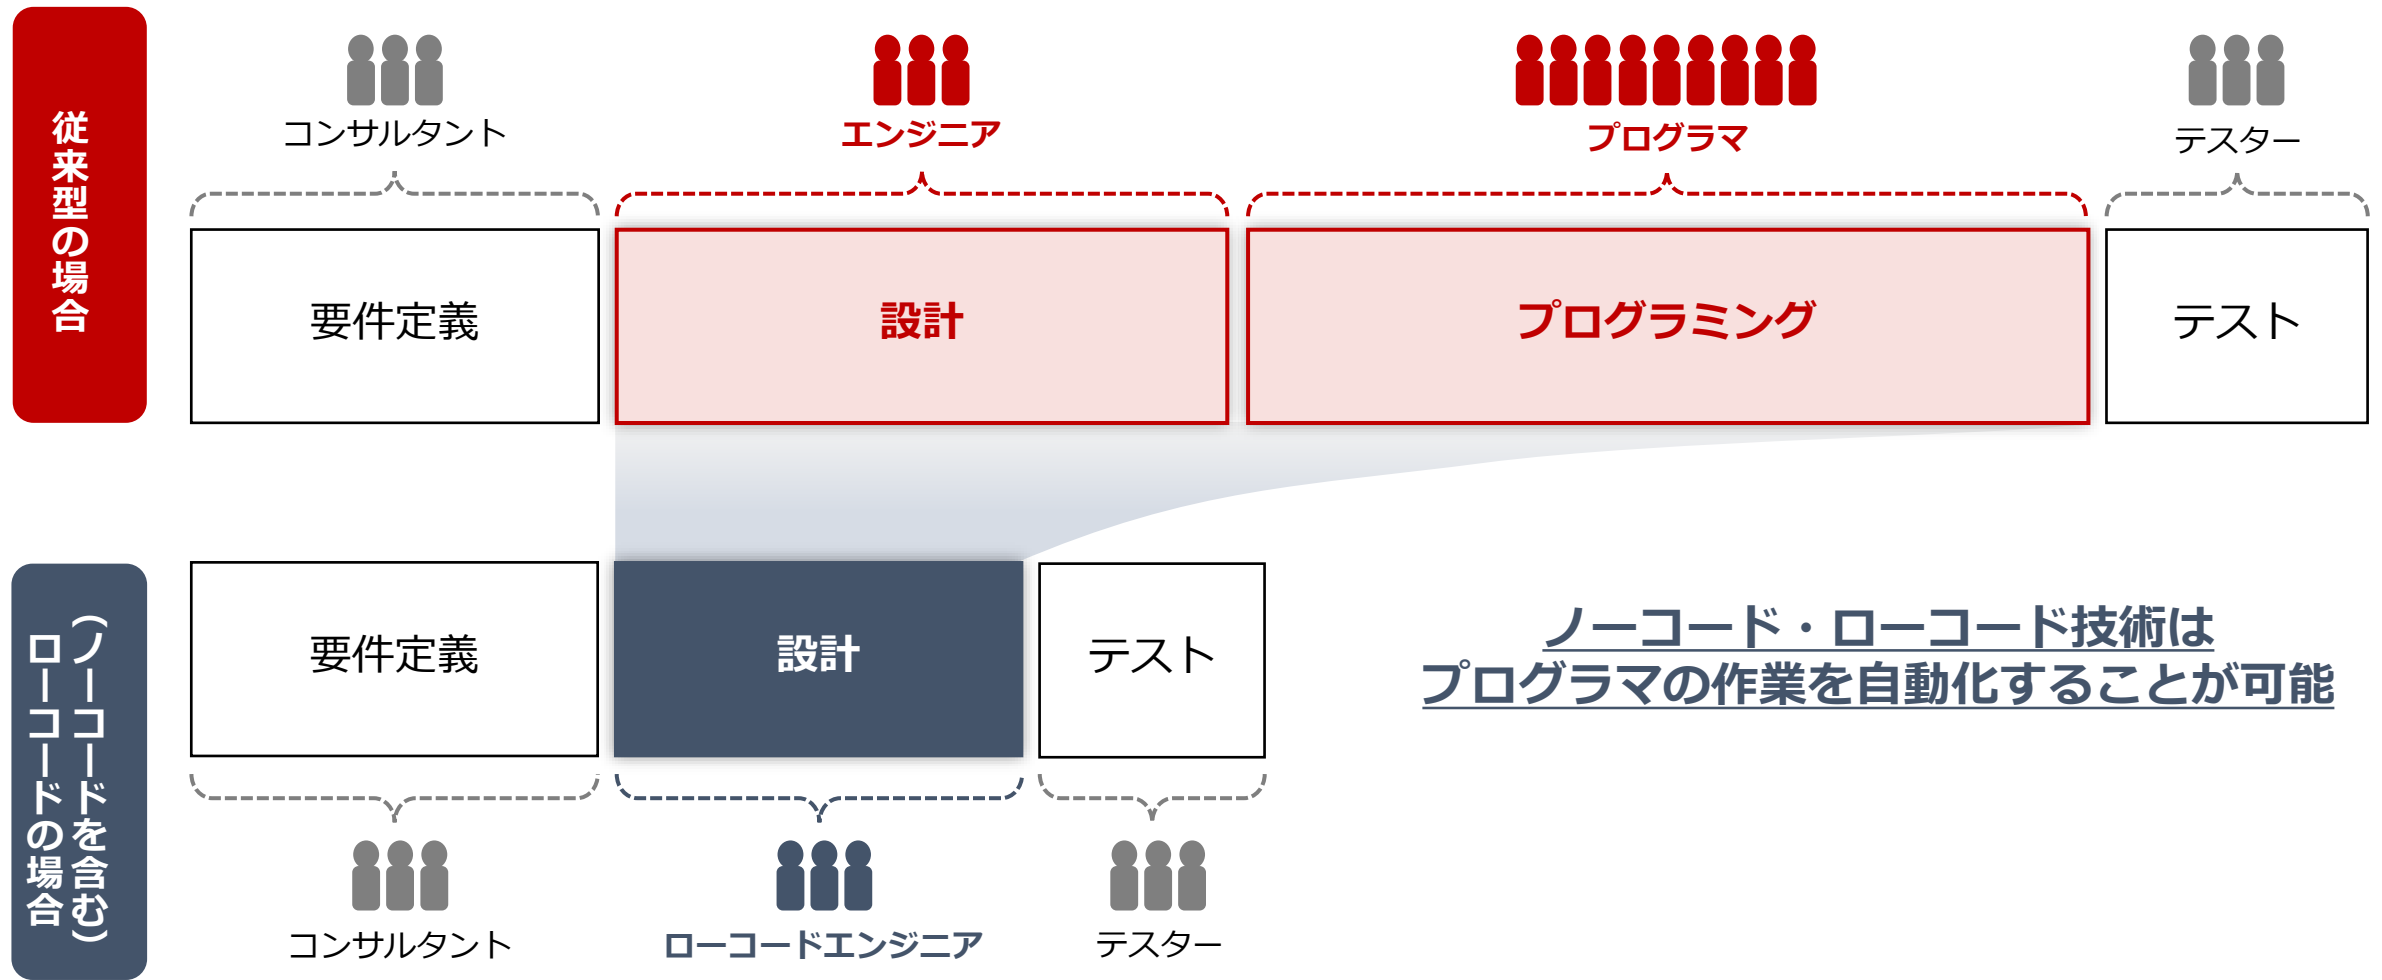 従来型の場合
コンサルタント
エンジニア
プログラマ
テスター
要件定義
設計
プログラミング
テスト
(ノーコードを含む)
ローコードの場合
要件定義
設計
テスト
ノーコード・ローコード技術は
プログラマの作業を自動化することが可能
コンサルタント
ローコードエンジニア
テスター